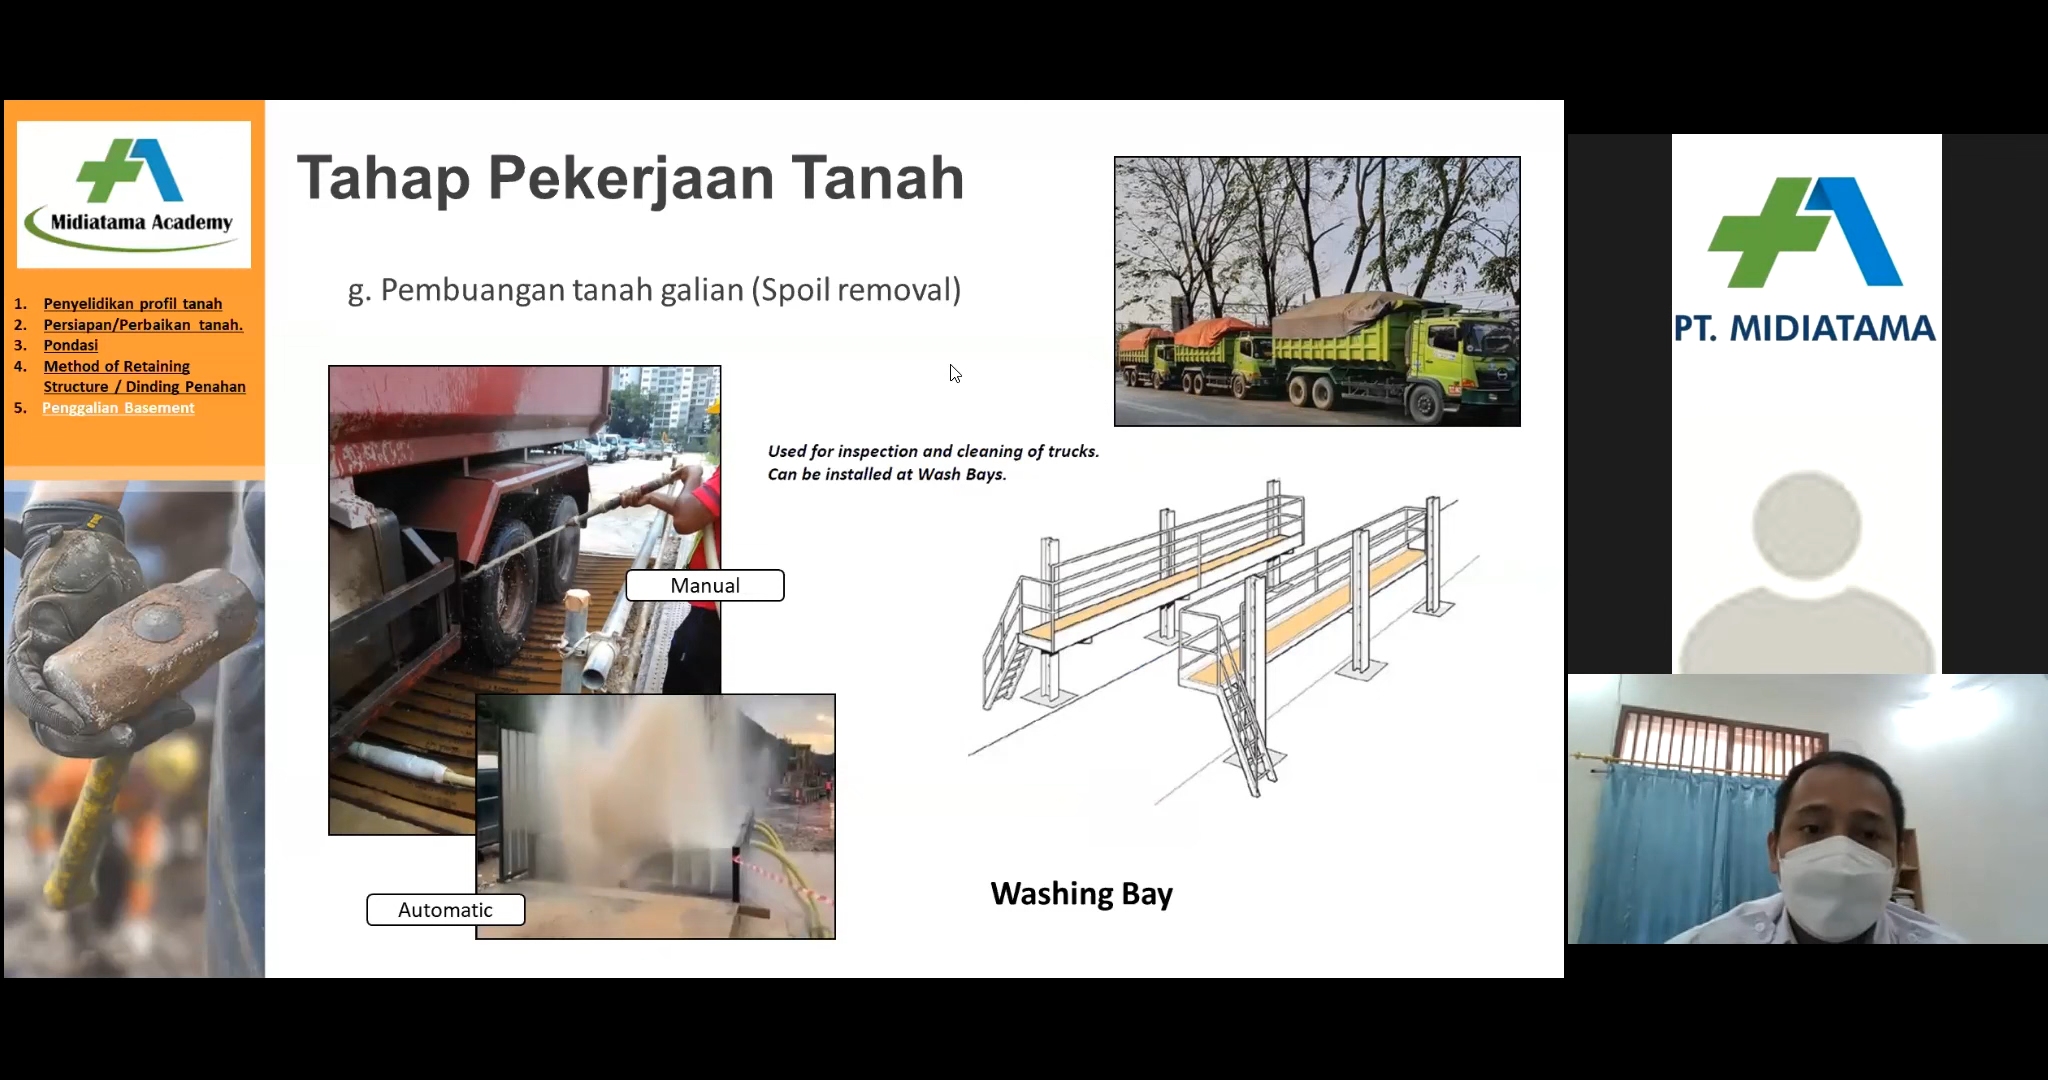 Midiatama Academy
1. Penyelidikan profil tanah
2. Persiapan/Perbaikan tanah.
3. Pondasi
4. Method of Retaining
Structure / Dinding Penahan
5. Penggalian Basement
Tahap Pekerjaan Tanah
g. Pembuangan tanah galian (Spoil removal)
Used for inspection and cleaning of trucks.
Can be installed at Wash Bays.
Manual
Automatic
Washing Bay
PT. MIDIATAMA